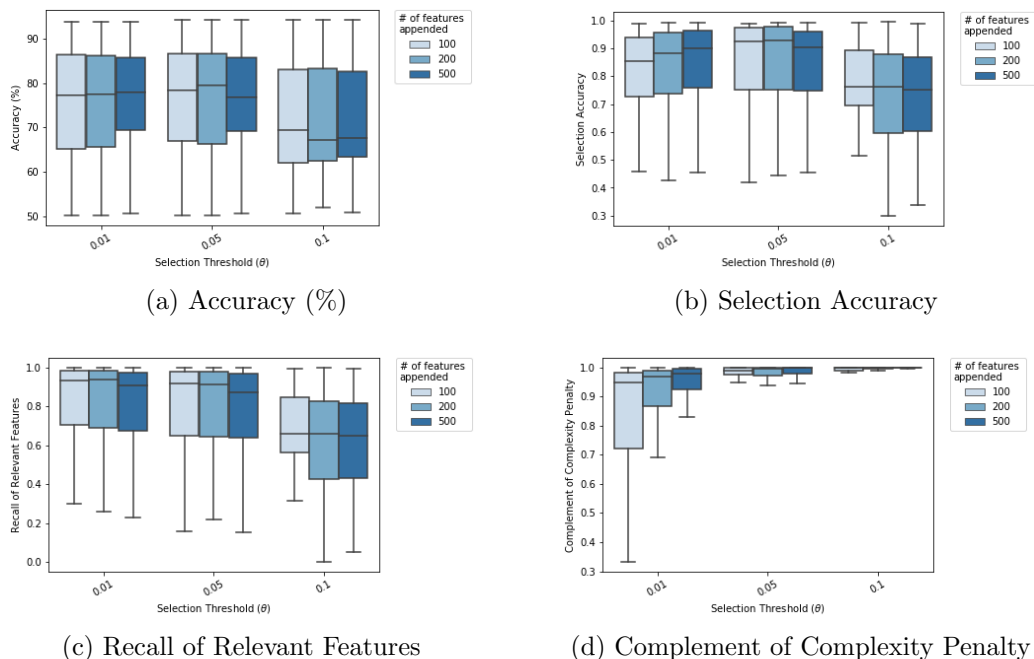 # of features
appended
100
200
500
90
80
70
60
50
Accuracy (%)
0.01
0.05
0.1
Selection Threshold (θ)
(a) Accuracy (%)
# of features
appended
100
200
500
1.0
0.9
0.8
0.7
0.6
0.5
0.4
0.3
Selection Accuracy
0.01
0.05
0.1
Selection Threshold (θ)
(b) Selection Accuracy
# of features
appended
100
200
500
1.0
0.8
0.6
0.4
0.2
0.0
Recall of Relevant Features
0.01
0.05
0.1
Selection Threshold (θ)
(c) Recall of Relevant Features
# of features
appended
100
200
500
1.0
0.9
0.8
0.7
0.6
0.5
0.4
0.3
Complement of Complexity Penalty
0.01
0.05
0.1
Selection Threshold (θ)
(d) Complement of Complexity Penalty